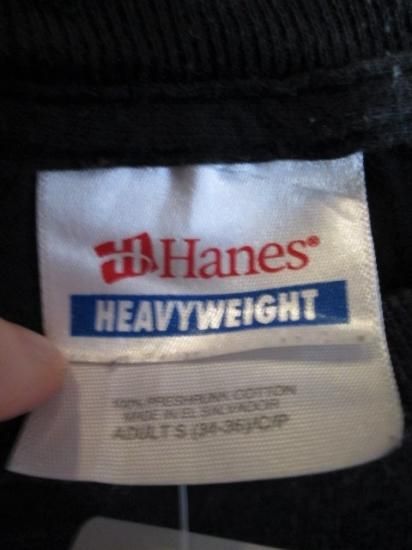 Hanes®
HEAVYWEIGHT
100% PRESHRUNK COTTON
MADE IN EL SALVADOR
ADULT S (34-36)/C/P